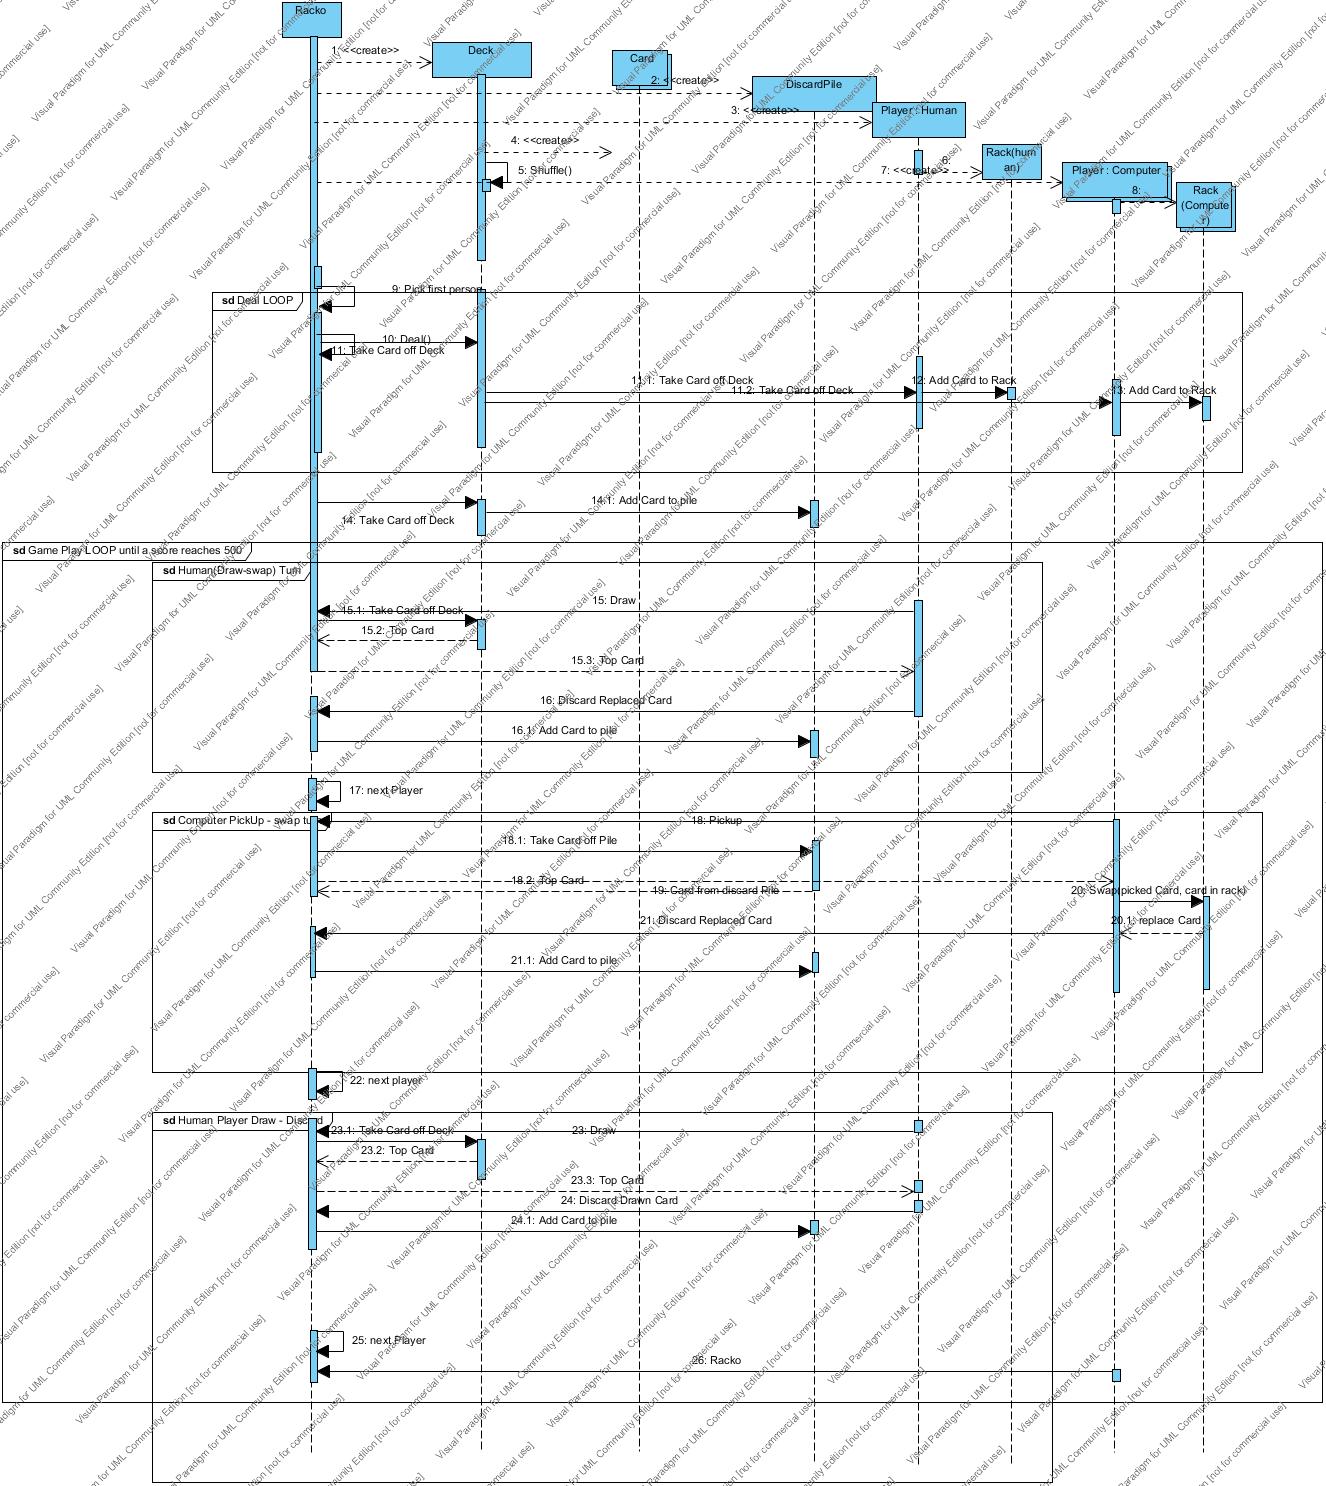 Racko
1: <<create>>
Deck
Card
2: <<create>>
DiscardPile
3: <<create>>
Player : Human
4: <<create>>
5: Shuffle()
6:
7: <<create>>
Rack(hum
an)
Player : Computer
8:
Rack
(Compute
r)
9: Pick first person
sd Deal LOOP
10: Deal()
11: Take Card off Deck
11.1: Take Card off Deck
11.2: Take Card off Deck
12: Add Card to Rack
13: Add Card to Rack
14.1: Add Card to pile
14: Take Card off Deck
sd Game Play LOOP until a score reaches 500
sd Human(Draw-swap) Turn
15: Draw
15.1: Take Card off Deck
15.2: Top Card
15.3: Top Card
16: Discard Replaced Card
16.1: Add Card to pile
17: next Player
sd Computer PickUp - swap tu
18: Pickup
18.1: Take Card off Pile
18.2: Top Card
19: Card from discard Pile
20: Swap(picked Card, card in rack)
21: Discard Replaced Card
20.1: replace Card
21.1: Add Card to pile
22: next player
sd Human Player Draw - Discard
23: Draw
23.1: Take Card off Deck
23.2: Top Card
23.3: Top Card
24: Discard Drawn Card
24.1: Add Card to pile
25: next Player
26: Racko
Visual Paradigm for UML Community Edition [not for commercial use]